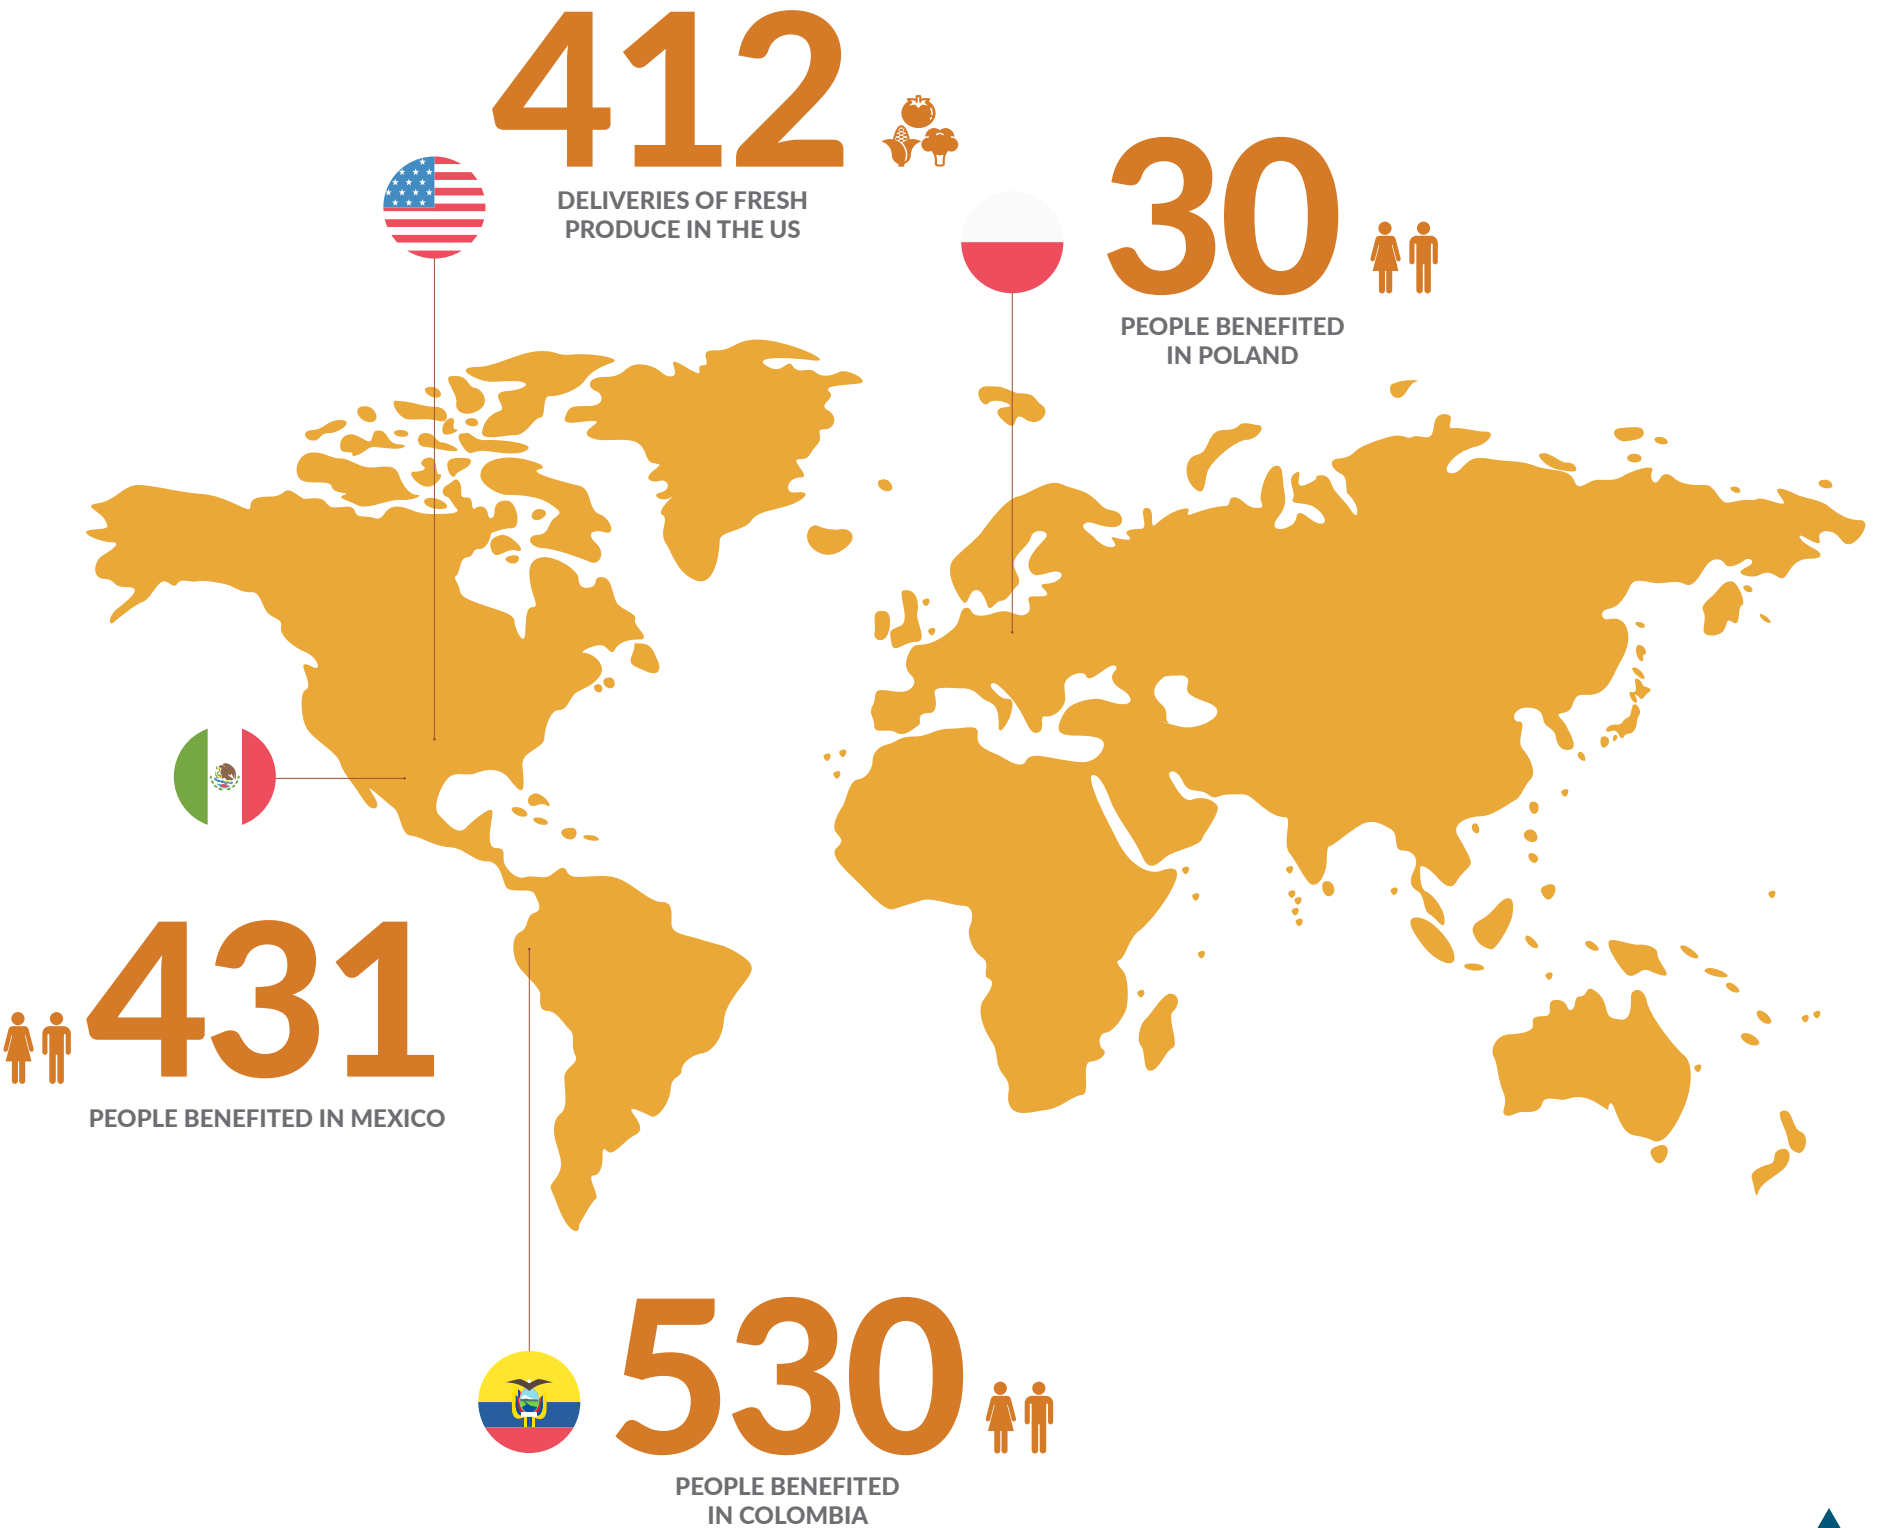 412
DELIVERIES OF FRESH
PRODUCE IN THE US
30
PEOPLE BENEFITED
IN POLAND
431
PEOPLE BENEFITED IN MEXICO
530
PEOPLE BENEFITED
IN COLOMBIA